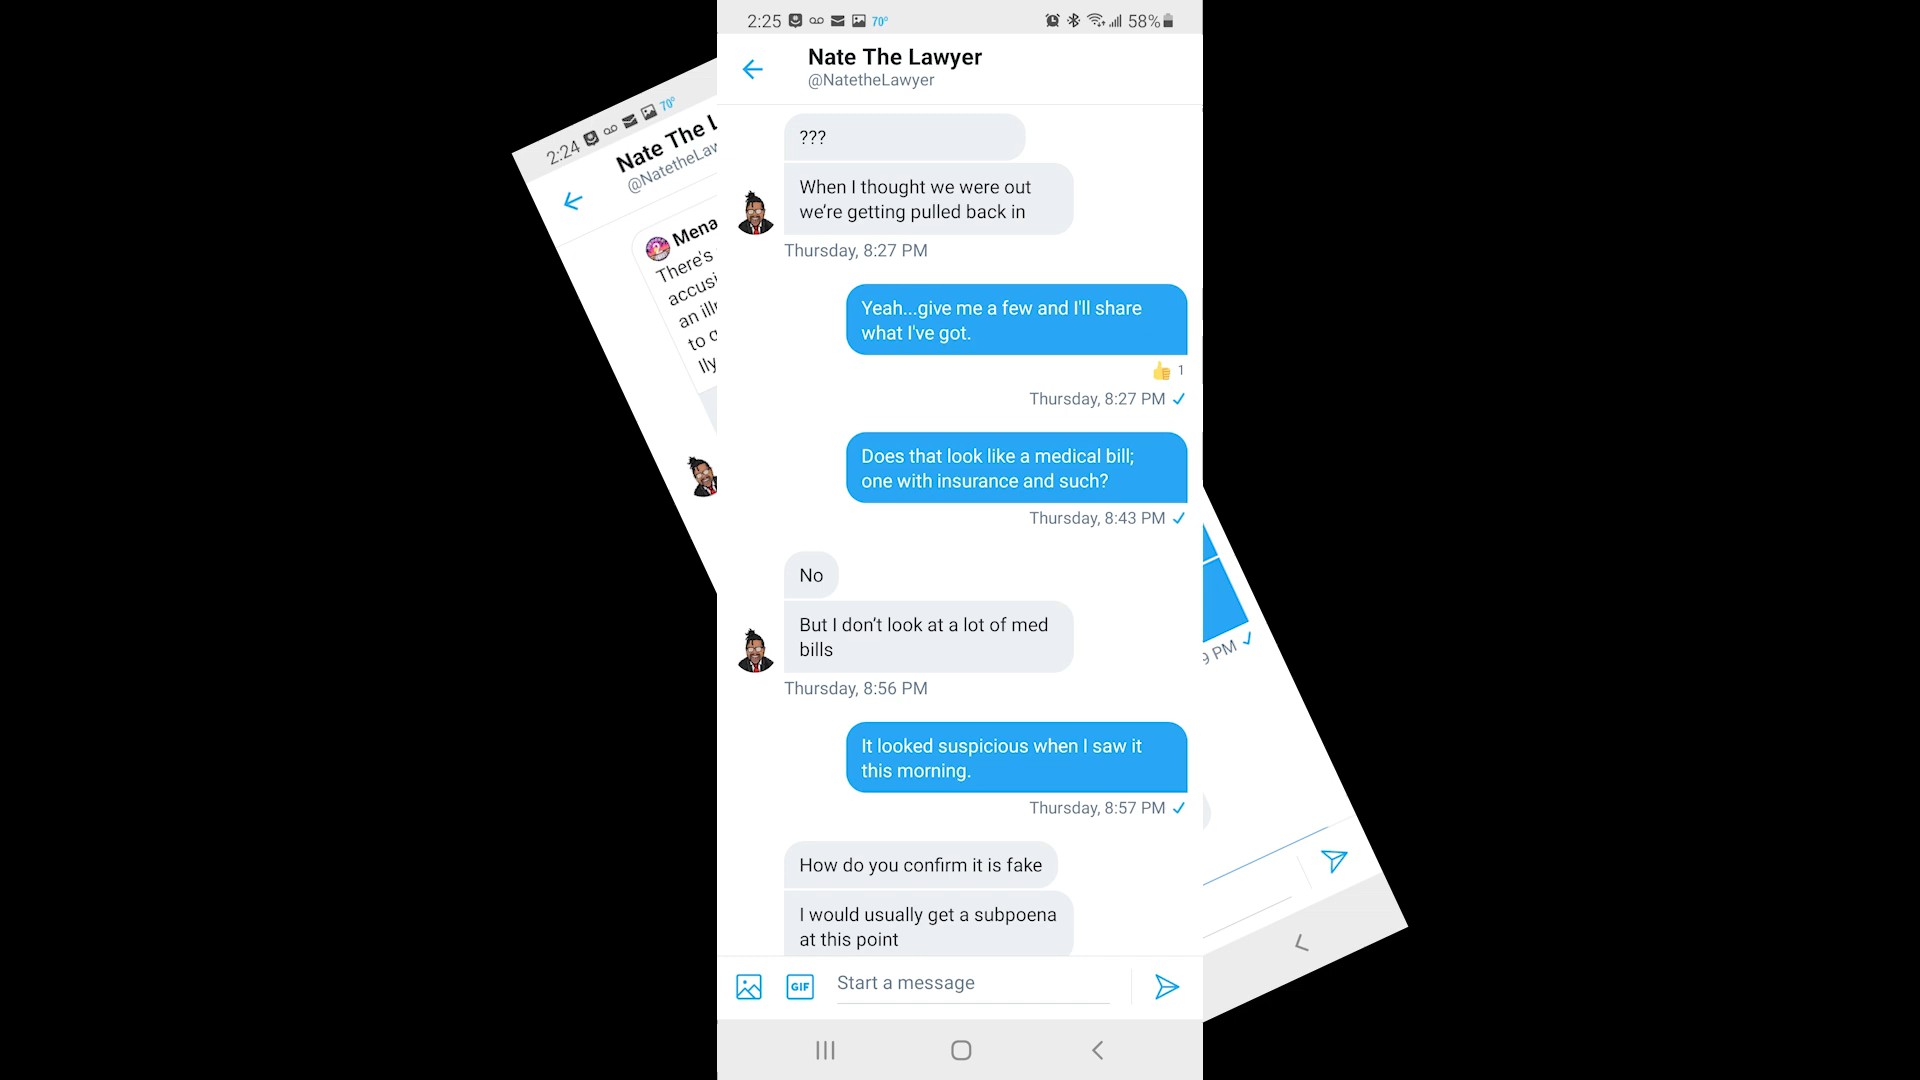 2:25
70°
58%
Nate The Lawyer
@NatetheLawyer
???
When I thought we were out
we’re getting pulled back in
Thursday, 8:27 PM
Yeah...give me a few and I'll share
what I've got.
1
Thursday, 8:27 PM
Does that look like a medical bill;
one with insurance and such?
Thursday, 8:43 PM
No
But I don’t look at a lot of med
bills
Thursday, 8:56 PM
It looked suspicious when I saw it
this morning.
Thursday, 8:57 PM
How do you confirm it is fake
I would usually get a subpoena
at this point
GIF
Start a message
2:24
70°
Nate The
There's
an
to
PM